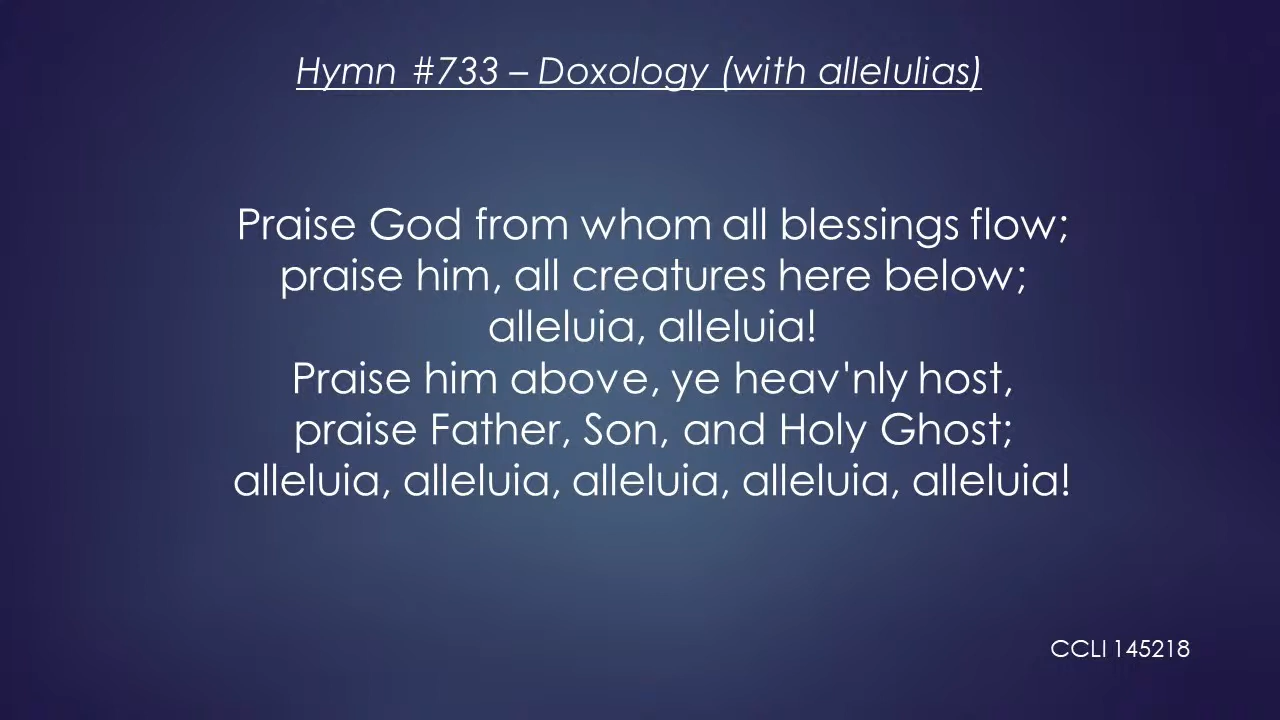 Hymn #733 – Doxology (with allelulias)
Praise God from whom all blessings flow;
praise him, all creatures here below;
alleluia, alleluia!
Praise him above, ye heav'nly host,
praise Father, Son, and Holy Ghost;
alleluia, alleluia, alleluia, alleluia, alleluia!
CCLI 145218